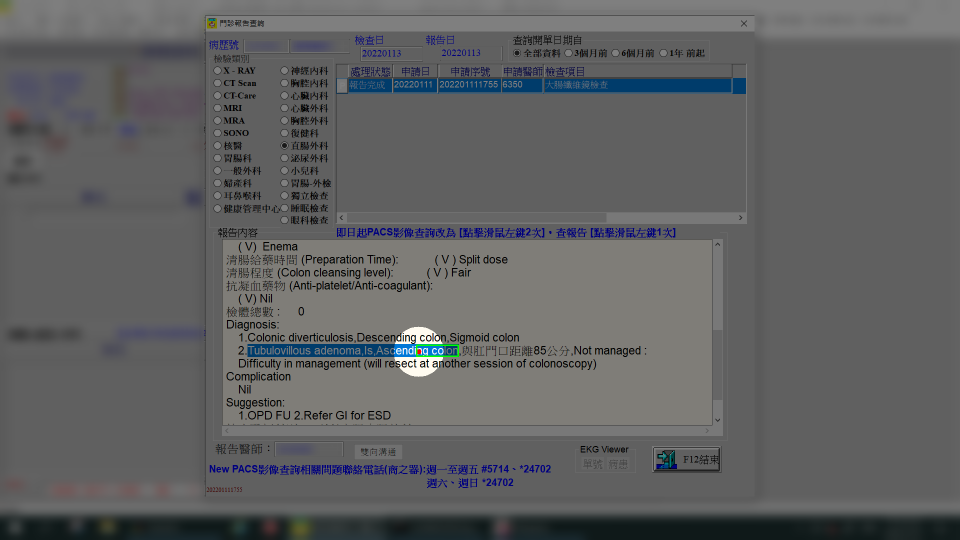 門診報告查詢
病歷號
檢查日
20220113
報告日
20220113
查詢開單日期自
全部資料 3個月前 6個月前 1年 前起
檢驗類別
X - RAY
CT Scan
CT-Care
MRI
MRA
SONO
核醫
胃腸科
一般外科
婦產科
耳鼻喉科
健康管理中心
神經內科
胸腔內科
心臟內科
心臟外科
胸腔外科
復健科
直腸外科
泌尿外科
小兒科
胃腸-外檢
獨立檢查
睡眠檢查
眼科檢查
處理狀態 申請日 申請序號 申請醫師 檢查項目
報告完成 20220111 202201111755 6350 大腸纖維鏡檢查
報告內容
即日起PACS影像查詢改為 [點擊滑鼠左鍵2次]，查報告 [點擊滑鼠左鍵1次]
( V) Enema
清腸給藥時間 (Preparation Time): ( V ) Split dose
清腸程度 (Colon cleansing level): ( V ) Fair
抗凝血藥物 (Anti-platelet/Anti-coagulant):
( V) Nil
檢體總數： 0
Diagnosis:
1.Colonic diverticulosis,Descending colon,Sigmoid colon
2.Tubulovillous adenoma,Is,Ascending colon,與肛門口距離85公分,Not managed :
Difficulty in management (will resect at another session of colonoscopy)
Complication
Nil
Suggestion:
1.OPD FU 2.Refer GI for ESD
報告醫師：
雙向溝通
EKG Viewer
單號 病患
F12結束
New PACS影像查詢相關問題聯絡電話(南之器):週一至週五 #5714、*24702
週六、週日 *24702
202201111755